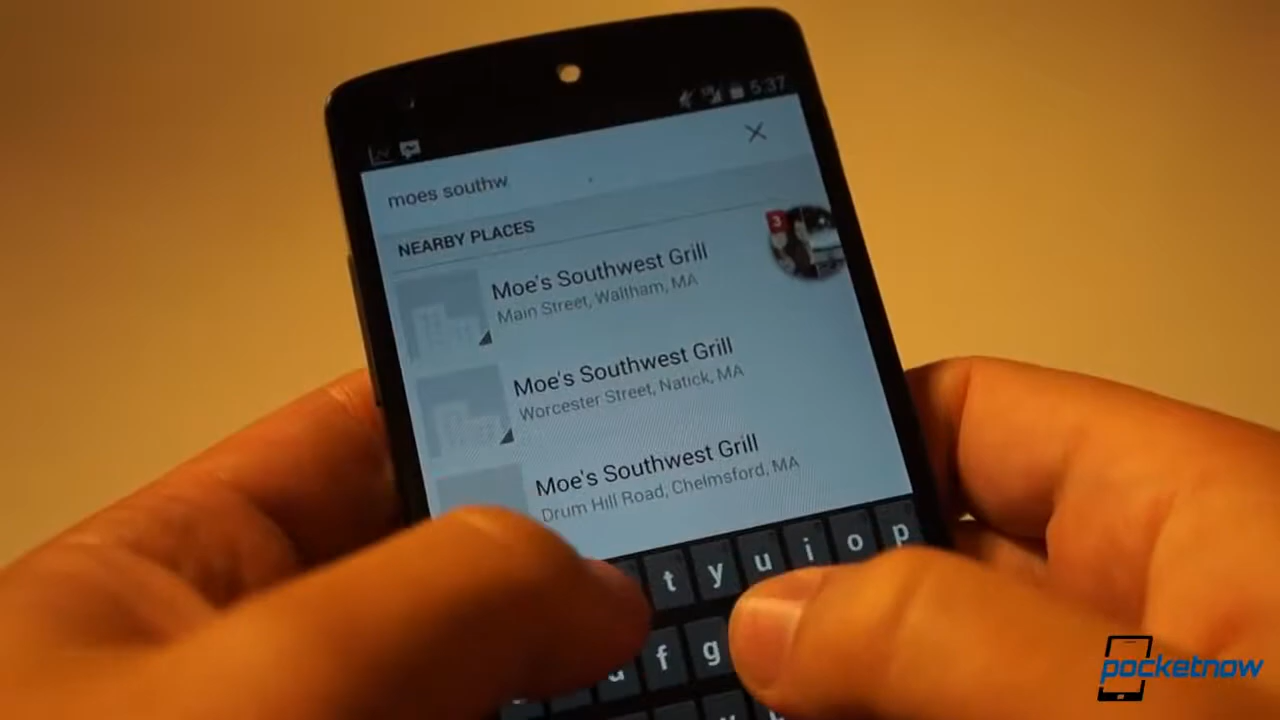 5:37
moes southw
NEARBY PLACES
3
Moe's Southwest Grill
Main Street, Waltham, MA
Moe's Southwest Grill
Worcester Street, Natick, MA
Moe's Southwest Grill
Drum Hill Road, Chelmsford, MA
t y u i o p
f g
pocketnow